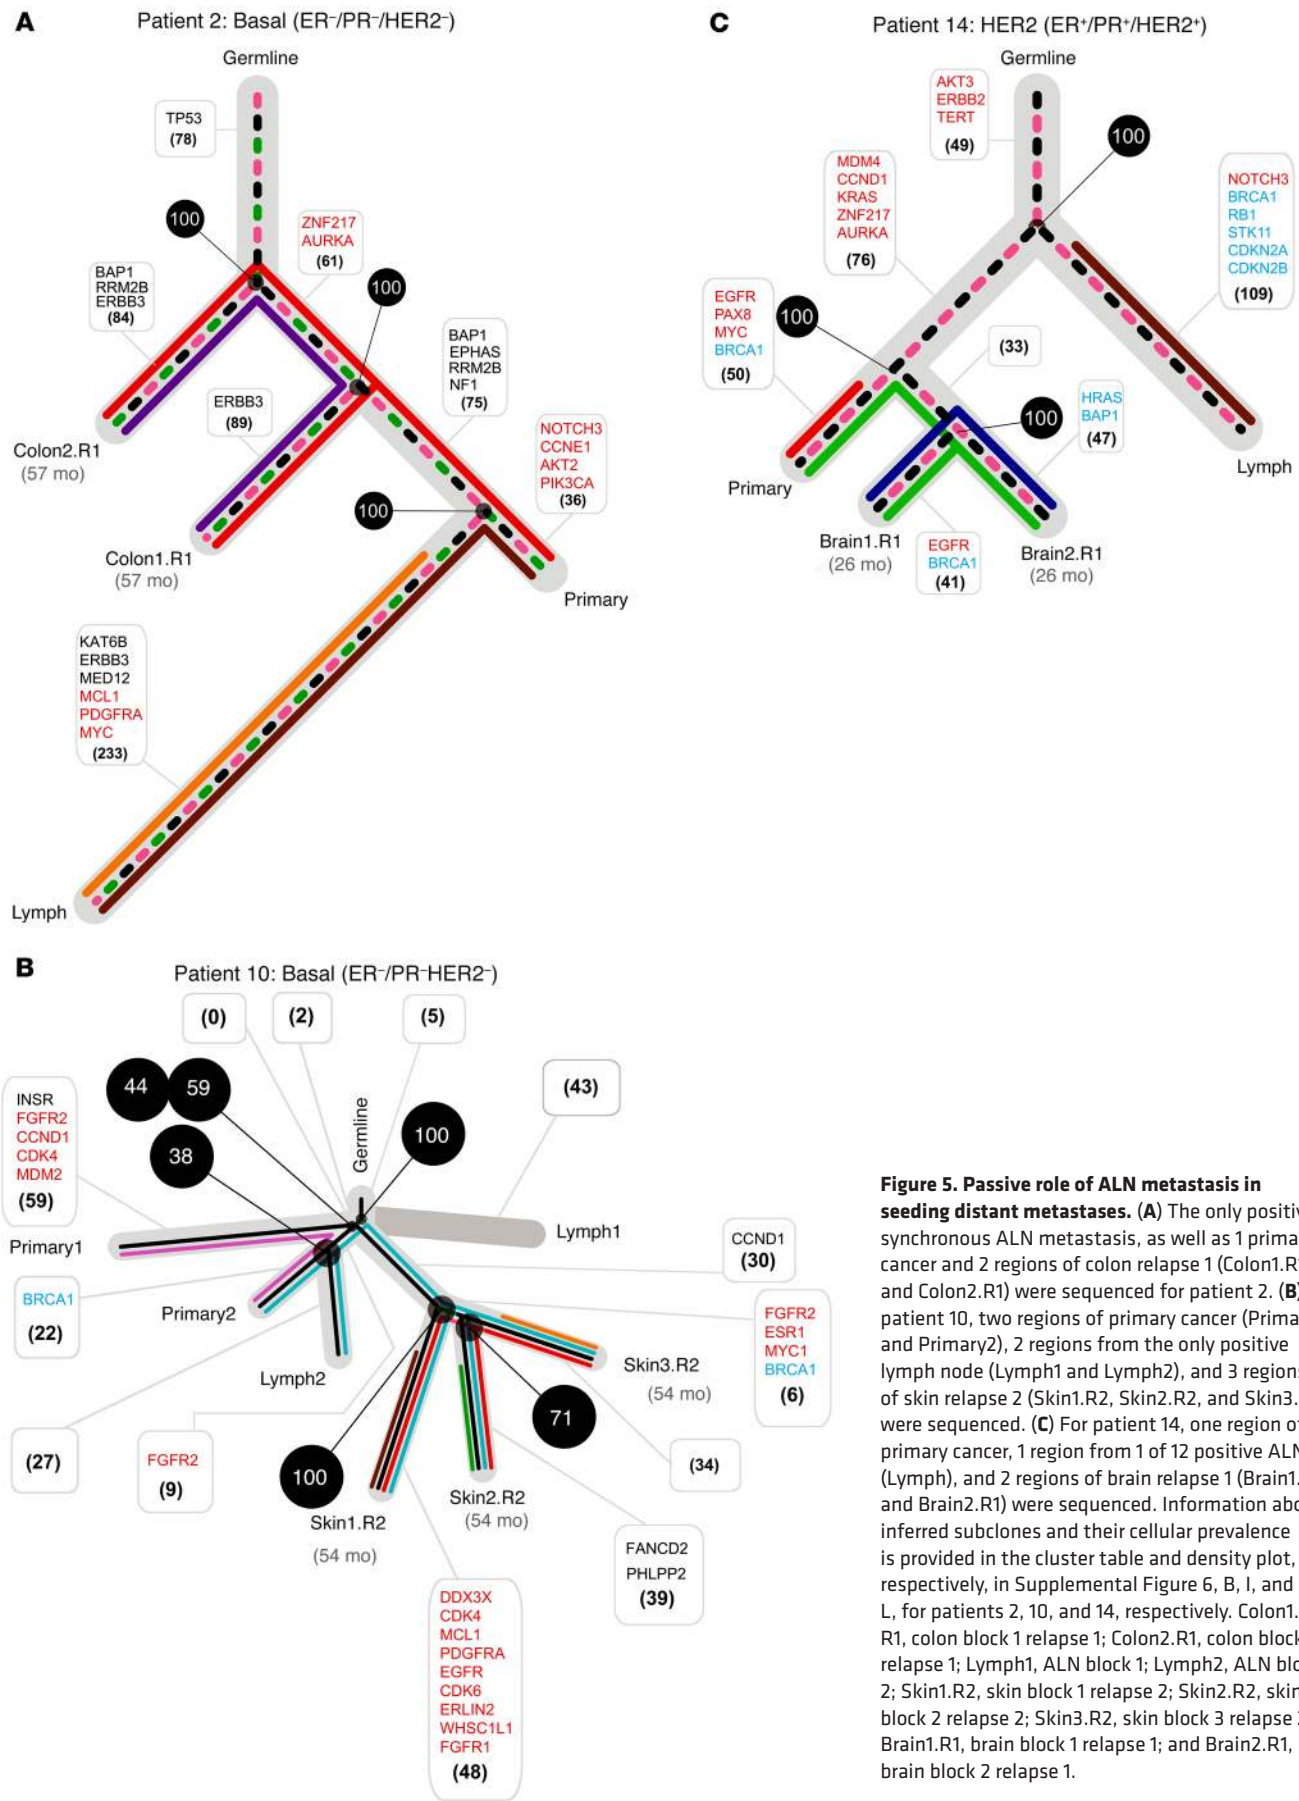 A
Patient 2: Basal (ER⁻/PR⁻/HER2⁻)
Germline
TP53
(78)
100
ZNF217
AURKA
(61)
BAP1
RRM2B
ERBB3
(84)
100
BAP1
EPHAS
RRM2B
NF1
(75)
ERBB3
(89)
Colon2.R1
(57 mo)
NOTCH3
CCNE1
AKT2
PIK3CA
(36)
100
Colon1.R1
(57 mo)
Primary
KAT6B
ERBB3
MED12
MCL1
PDGFRA
MYC
(233)
Lymph
C
Patient 14: HER2 (ER⁺/PR⁺/HER2⁺)
Germline
AKT3
ERBB2
TERT
(49)
100
MDM4
CCND1
KRAS
ZNF217
AURKA
(76)
NOTCH3
BRCA1
RB1
STK11
CDKN2A
CDKN2B
(109)
EGFR
PAX8
MYC
BRCA1
(50)
100
(33)
HRAS
BAP1
(47)
100
Primary
Lymph
Brain1.R1
(26 mo)
EGFR
BRCA1
(41)
Brain2.R1
(26 mo)
B
Patient 10: Basal (ER⁻/PR⁻HER2⁻)
(0)
(2)
(5)
44
59
38
Germline
100
(43)
INSR
FGFR2
CCND1
CDK4
MDM2
(59)
Primary1
Lymph1
CCND1
(30)
BRCA1
(22)
Primary2
Lymph2
FGFR2
ESR1
MYC1
BRCA1
(6)
Skin3.R2
(54 mo)
71
(27)
FGFR2
(9)
100
(34)
Skin1.R2
(54 mo)
Skin2.R2
(54 mo)
FANCD2
PHLPP2
(39)
DDX3X
CDK4
MCL1
PDGFRA
EGFR
CDK6
ERLIN2
WHSC1L1
FGFR1
(48)
Figure 5. Passive role of ALN metastasis in
seeding distant metastases. (A) The only positiv
synchronous ALN metastasis, as well as 1 prima
cancer and 2 regions of colon relapse 1 (Colon1.R
and Colon2.R1) were sequenced for patient 2. (B)
patient 10, two regions of primary cancer (Prima
and Primary2), 2 regions from the only positive
lymph node (Lymph1 and Lymph2), and 3 region
of skin relapse 2 (Skin1.R2, Skin2.R2, and Skin3.
were sequenced. (C) For patient 14, one region of
primary cancer, 1 region from 1 of 12 positive ALN
(Lymph), and 2 regions of brain relapse 1 (Brain1.
and Brain2.R1) were sequenced. Information abo
inferred subclones and their cellular prevalence
is provided in the cluster table and density plot,
respectively, in Supplemental Figure 6, B, I, and
L, for patients 2, 10, and 14, respectively. Colon1.
R1, colon block 1 relapse 1; Colon2.R1, colon block
relapse 1; Lymph1, ALN block 1; Lymph2, ALN blo
2; Skin1.R2, skin block 1 relapse 2; Skin2.R2, skin
block 2 relapse 2; Skin3.R2, skin block 3 relapse
Brain1.R1, brain block 1 relapse 1; and Brain2.R1,
brain block 2 relapse 1.